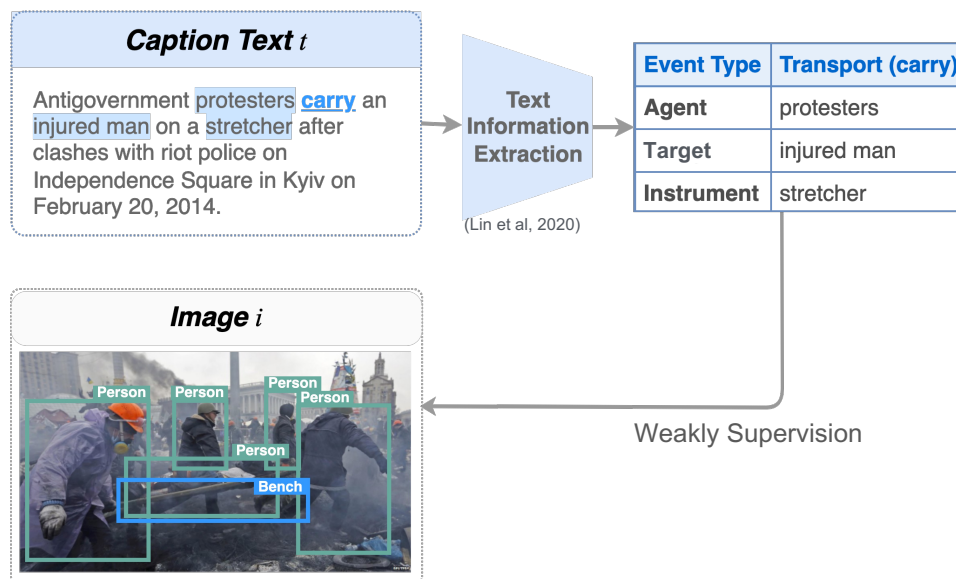 Caption Text t
Antigovernment protesters carry an
injured man on a stretcher after
clashes with riot police on
Independence Square in Kyiv on
February 20, 2014.
Text
Information
Extraction
(Lin et al, 2020)
Event Type Transport (carry)
Agent protesters
Target injured man
Instrument stretcher
Weakly Supervision
Image i
Person
Person
Person
Person
Person
Bench